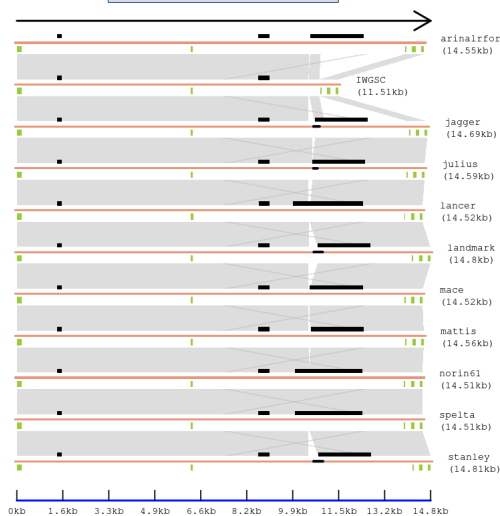 arinalrfor
(14.55kb)
IWGSC
(11.51kb)
jagger
(14.69kb)
julius
(14.59kb)
lancer
(14.52kb)
landmark
(14.8kb)
mace
(14.52kb)
mattis
(14.56kb)
norin61
(14.51kb)
spelta
(14.51kb)
stanley
(14.81kb)
0kb 1.6kb 3.3kb 4.9kb 6.6kb 8.2kb 9.9kb 11.5kb 13.2kb 14.8kb